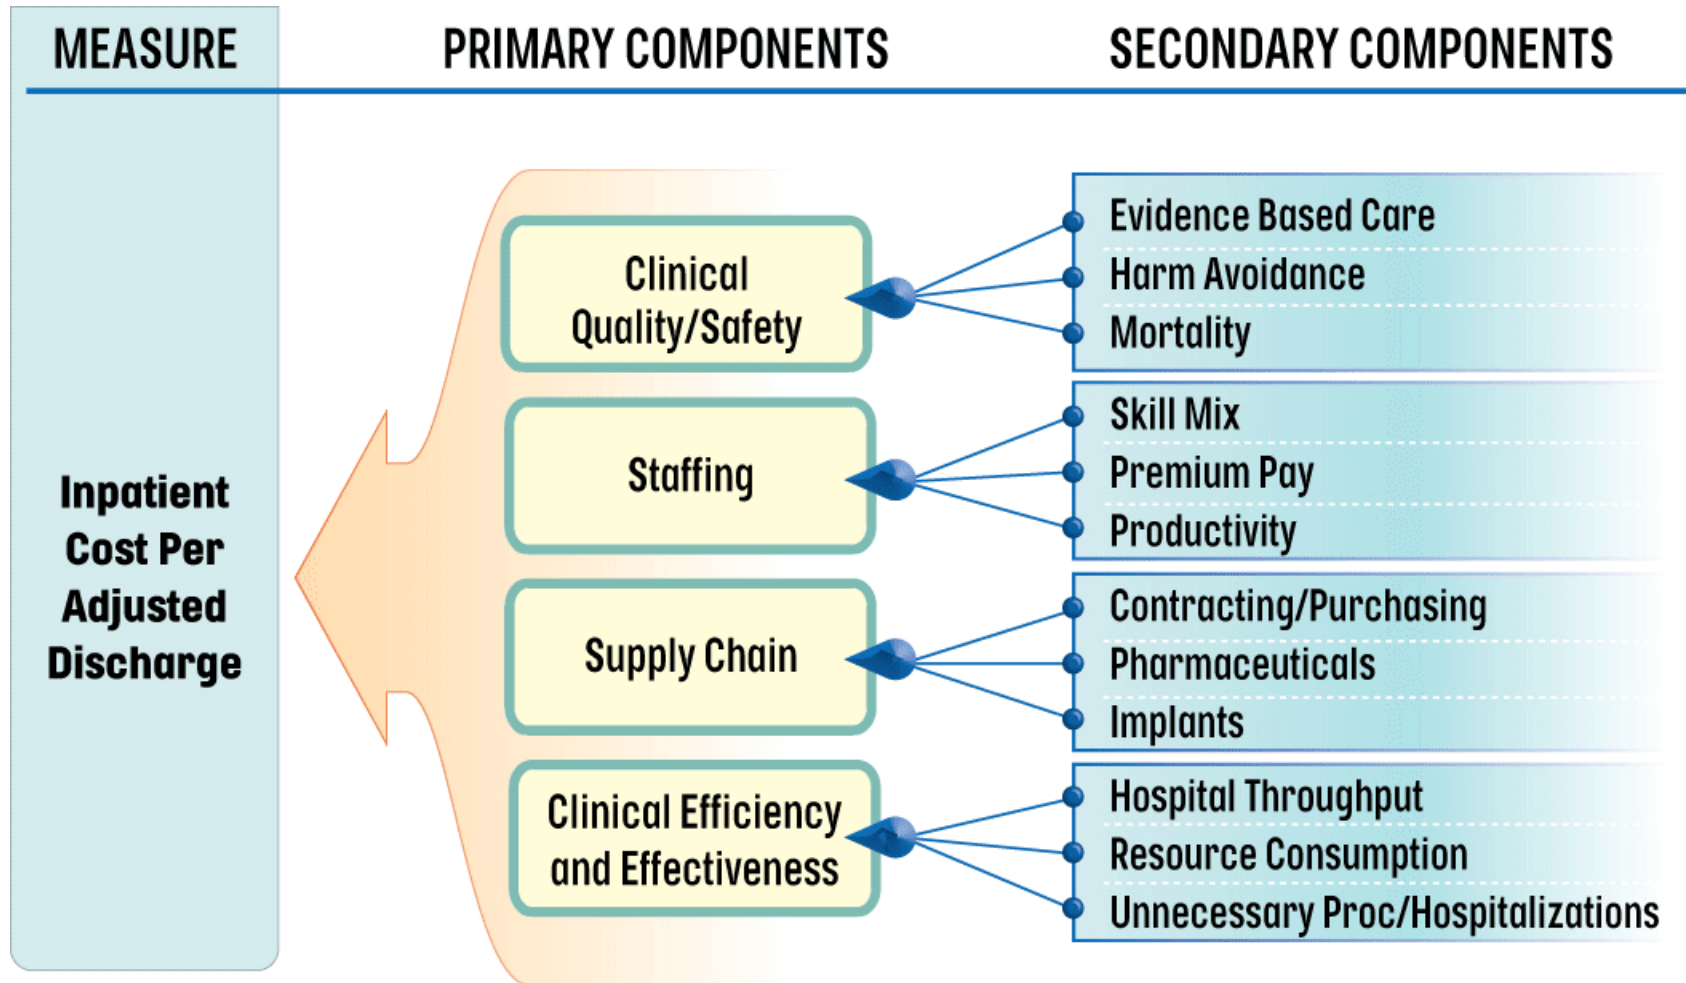 MEASURE
PRIMARY COMPONENTS
SECONDARY COMPONENTS
Inpatient
Cost Per
Adjusted
Discharge
Clinical
Quality/Safety
Evidence Based Care
Harm Avoidance
Mortality
Staffing
Skill Mix
Premium Pay
Productivity
Supply Chain
Contracting/Purchasing
Pharmaceuticals
Implants
Clinical Efficiency
and Effectiveness
Hospital Throughput
Resource Consumption
Unnecessary Proc/Hospitalizations